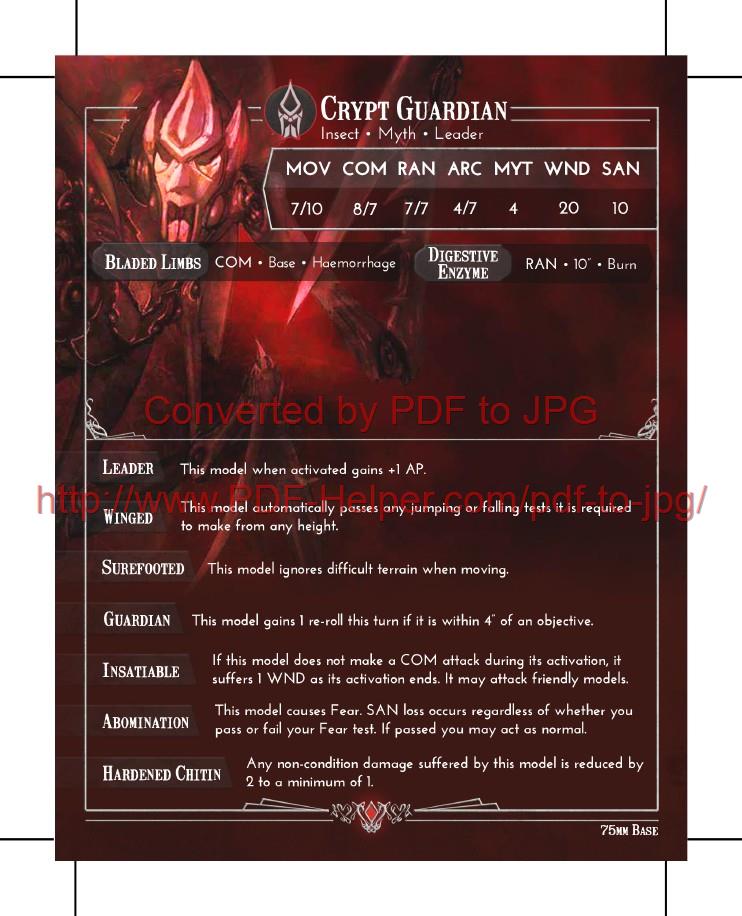 CRYPT GUARDIAN
Insect • Myth • Leader
MOV COM RAN ARC MYT WND SAN
7/10 8/7 7/7 4/7 4 20 10
BLADED LIMBS COM • Base • Haemorrhage
DIGESTIVE ENZYME RAN • 10″ • Burn
Converted by PDF to JPG
LEADER This model when activated gains +1 AP.
http://www.PDF-Helper.com/pdf-to-jpg/
WINGED This model automatically passes any jumping or falling tests it is required
to make from any height.
SUREFOOTED This model ignores difficult terrain when moving.
GUARDIAN This model gains 1 re-roll this turn if it is within 4″ of an objective.
INSATIABLE If this model does not make a COM attack during its activation, it
suffers 1 WND as its activation ends. It may attack friendly models.
ABOMINATION This model causes Fear. SAN loss occurs regardless of whether you
pass or fail your Fear test. If passed you may act as normal.
HARDENED CHITIN Any non-condition damage suffered by this model is reduced by
2 to a minimum of 1.
75MM BASE